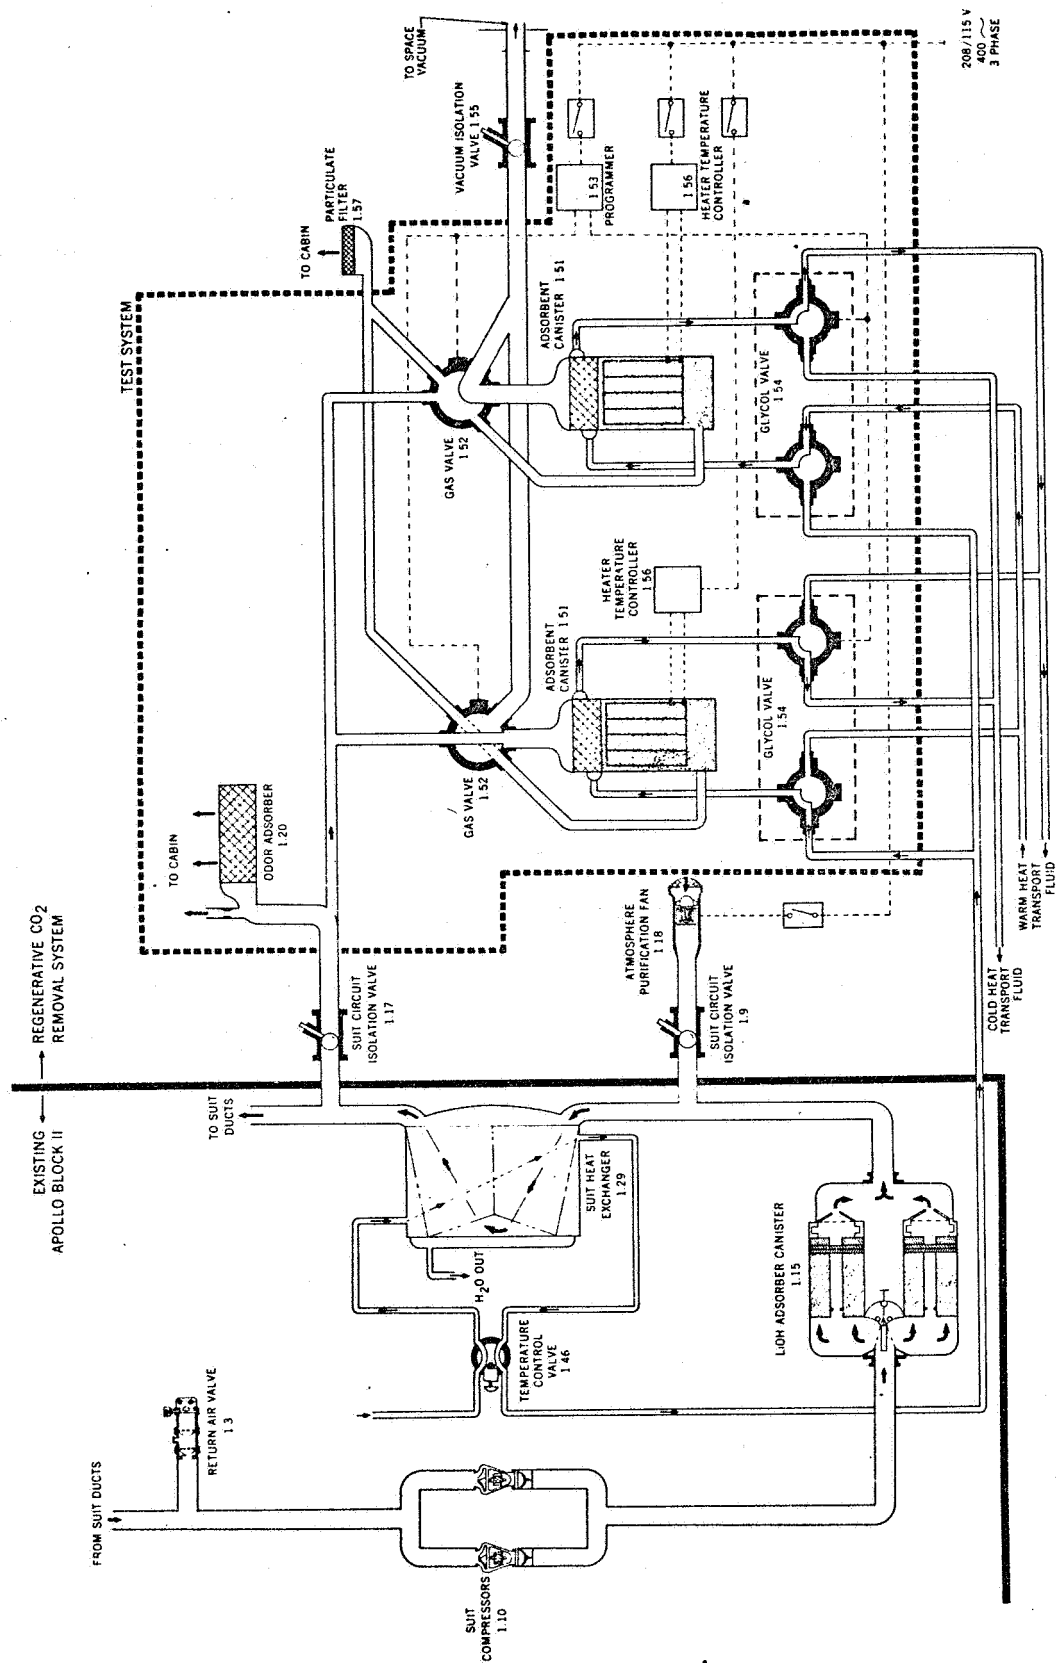 EXISTING
APOLLO BLOCK II
REGENERATIVE CO2
REMOVAL SYSTEM
FROM SUIT DUCTS
RETURN AIR VALVE
1.3
SUIT
COMPRESSORS
1.10
TEMPERATURE
CONTROL
VALVE
1.46
H2O OUT
TO SUIT
DUCTS
SUIT HEAT
EXCHANGER
1.29
LiOH ADSORBER CANISTER
1.15
SUIT CIRCUIT
ISOLATION VALVE
1.17
SUIT CIRCUIT
ISOLATION VALVE
1.9
ATMOSPHERE
PURIFICATION FAN
1.18
TO CABIN
ODOR ADSORBER
1.20
TEST SYSTEM
GAS VALVE
1.52
ADSORBENT
CANISTER 1.51
HEATER
TEMPERATURE
CONTROLLER
1.56
GLYCOL VALVE
1.54
GAS VALVE
1.52
ADSORBENT
CANISTER 1.51
GLYCOL VALVE
1.54
TO CABIN
PARTICULATE
FILTER
1.57
TO SPACE
VACUUM
VACUUM ISOLATION
VALVE 1.55
1.53
PROGRAMMER
1.56
HEATER TEMPERATURE
CONTROLLER
208/115 V
400 ~
3 PHASE
COLD HEAT
TRANSPORT
FLUID
WARM HEAT
TRANSPORT
FLUID